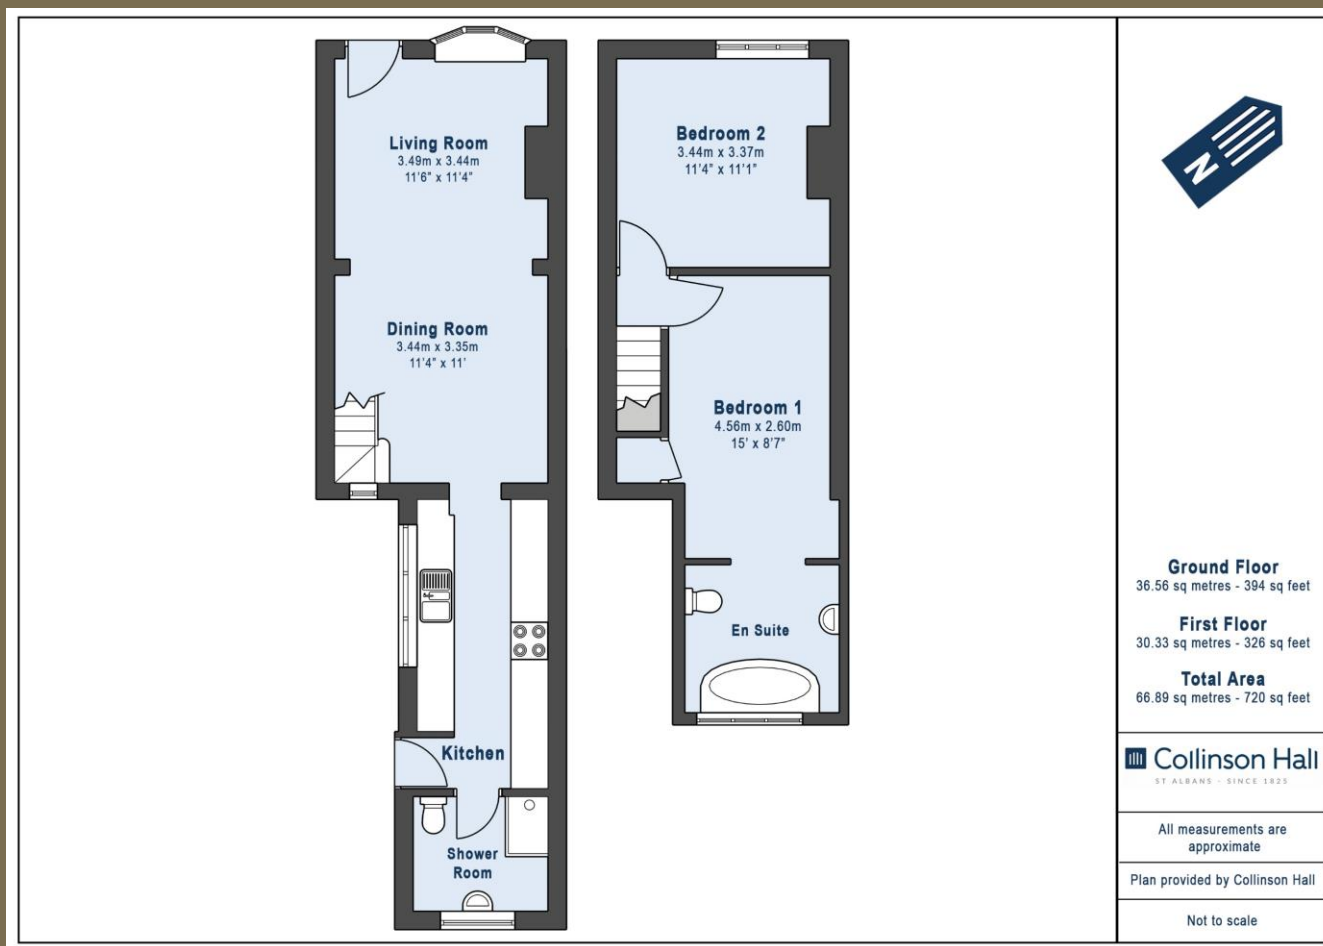 Living Room
3.49m x 3.44m
11'6" x 11'4"
Dining Room
3.44m x 3.35m
11'4" x 11'
Kitchen
Shower
Room
Bedroom 2
3.44m x 3.37m
11'4" x 11'1"
Bedroom 1
4.56m x 2.60m
15' x 8'7"
En Suite
N
Ground Floor
36.56 sq metres - 394 sq feet
First Floor
30.33 sq metres - 326 sq feet
Total Area
66.89 sq metres - 720 sq feet
Collinson Hall
ST ALBANS - SINCE 1825
All measurements are
approximate
Plan provided by Collinson Hall
Not to scale